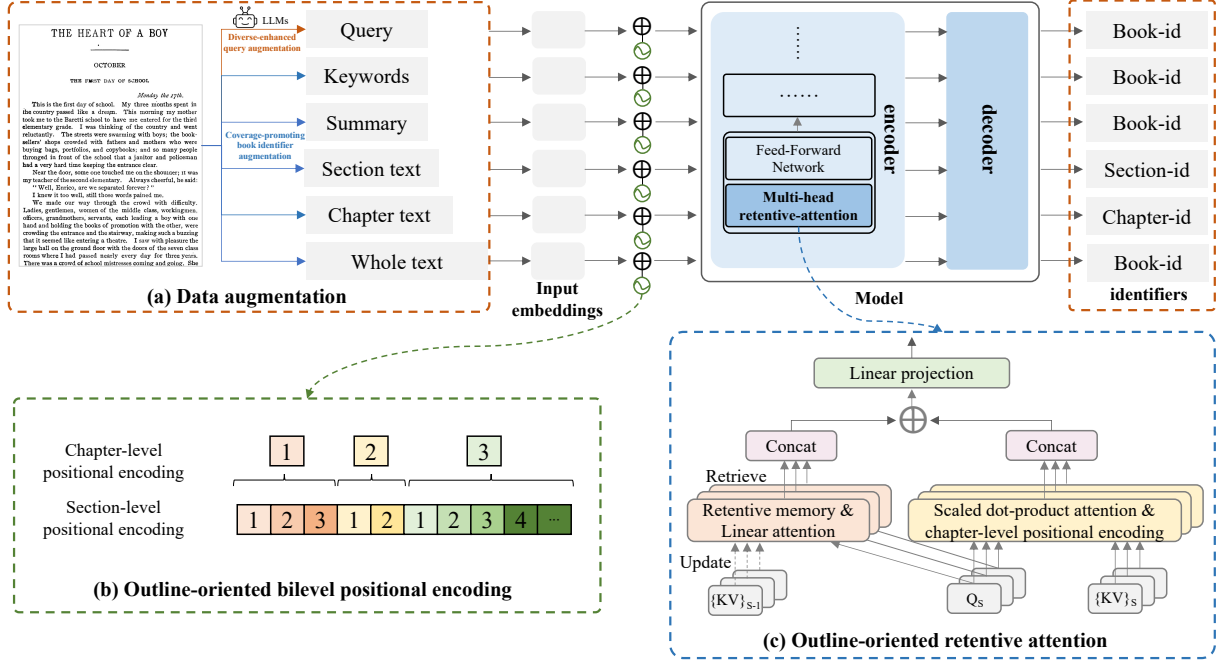 THE HEART OF A BOY
OCTOBER
THE FIRST DAY OF SCHOOL
Monday the 17th.
This is the first day of school. My three months spent in
the country passed like a dream. This morning my mother
took me to the Baretti school to have me entered for the third
elementary grade. I was thinking of the country and went
reluctantly. The streets were swarming with boys; the book-
sellers' shops crowded with fathers and mothers who were
buying bags, portfolios, and copybooks; and so many people
thronged in front of the school that a janitor and policeman
had a very hard time keeping the entrance clear.
Near the door, some one touched me on the shoulder; it was
my teacher of the second elementary. Always cheerful, he said:
"Well, Enrico, are we separated forever?"
I knew it too well, still those words pained me.
We made our way through the crowd with difficulty.
Ladies, gentlemen, women of the middle class, workingmen,
officers, grandmothers, servants, each leading a boy with one
hand and holding the books of promotion with the other, were
crowding the entrance and the stairway, making such a buzzing
that it seemed like entering a theatre. I saw with pleasure the
large hall on the ground floor with the doors of the seven class
rooms where I had passed nearly every day for three years.
There was a crowd of school mistresses coming and going. She
LLMs
Diverse-enhanced
query augmentation
Coverage-promoting
book identifier
augmentation
Query
Keywords
Summary
Section text
Chapter text
Whole text
(a) Data augmentation
Input
embeddings
......
......
Feed-Forward
Network
Multi-head
retentive-attention
encoder
decoder
Model
Book-id
Book-id
Book-id
Section-id
Chapter-id
Book-id
identifiers
Chapter-level
positional encoding
1 2 3
Section-level
positional encoding
1 2 3 1 2 1 2 3 4 ...
(b) Outline-oriented bilevel positional encoding
Linear projection
Concat
Concat
Retrieve
Retentive memory &
Linear attention
Scaled dot-product attention &
chapter-level positional encoding
Update
{KV}S-1
QS
{KV}S
(c) Outline-oriented retentive attention